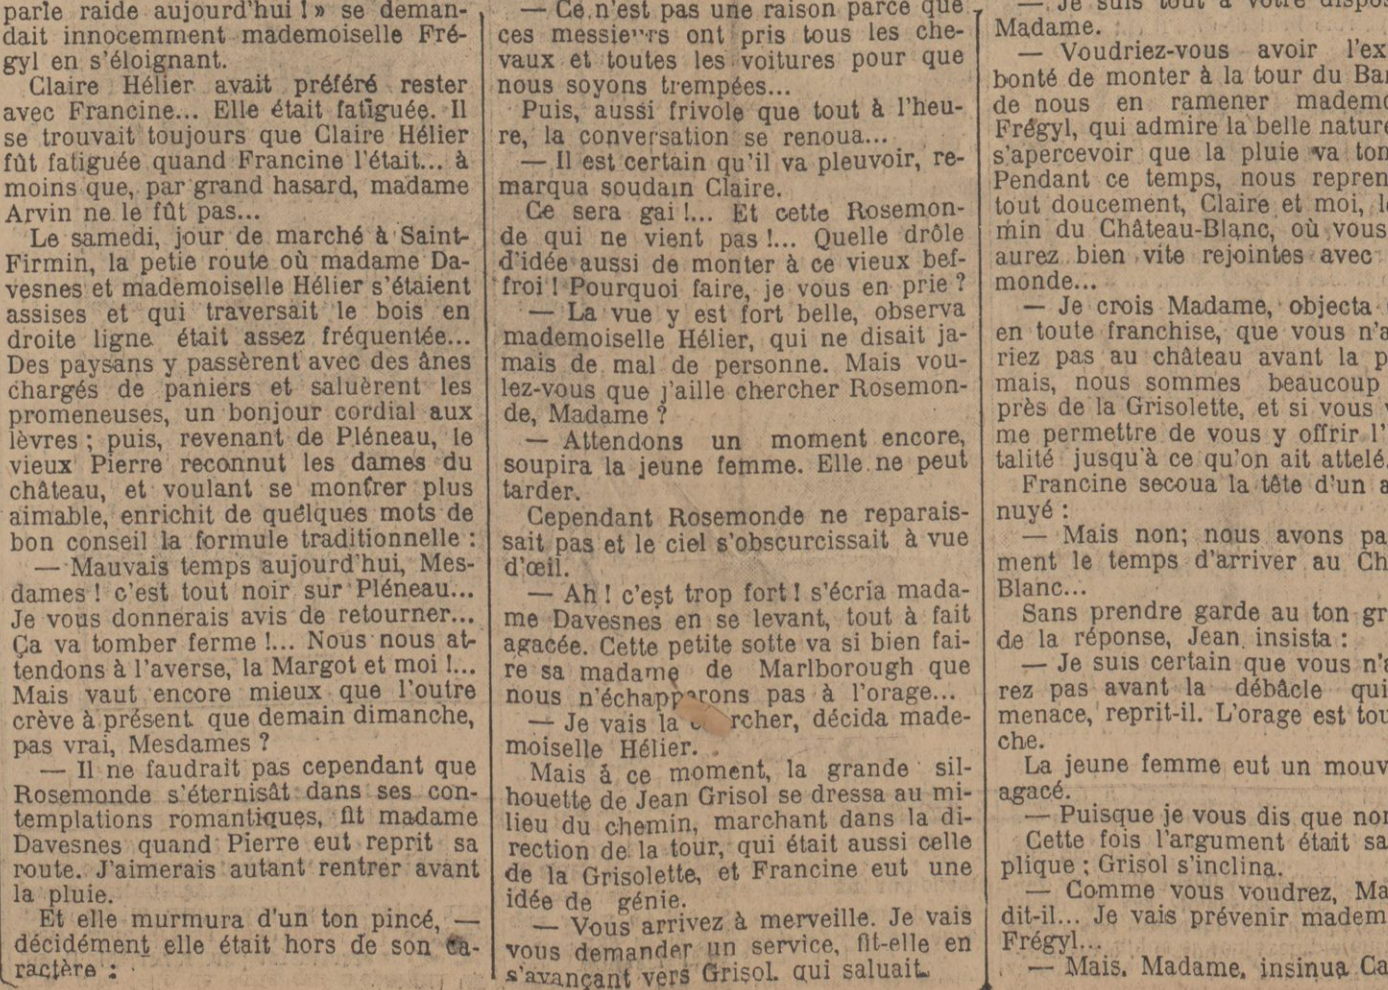 parle raide aujourd'hui ! » se deman-
dait innocemment mademoiselle Fré-
gyl en s'éloignant.
Claire Hélier avait préféré rester
avec Francine... Elle était fatiguée. Il
se trouvait toujours que Claire Hélier
fût fatiguée quand Francine l'était... à
moins que, par grand hasard, madame
Arvin ne le fût pas...
Le samedi, jour de marché à Saint-
Firmin, la petie route où madame Da-
vesnes et mademoiselle Hélier s'étaient
assises et qui traversait le bois en
droite ligne était assez fréquentée...
Des paysans y passèrent avec des ânes
chargés de paniers et saluèrent les
promeneuses, un bonjour cordial aux
lèvres ; puis, revenant de Pléneau, le
vieux Pierre reconnut les dames du
château, et voulant se montrer plus
aimable, enrichit de quelques mots de
bon conseil la formule traditionnelle :
— Mauvais temps aujourd'hui, Mes-
dames ! c'est tout noir sur Pléneau...
Je vous donnerais avis de retourner...
Ça va tomber ferme !... Nous nous at-
tendons à l'averse, la Margot et moi !...
Mais vaut encore mieux que l'outre
crève à présent que demain dimanche,
pas vrai, Mesdames ?
— Il ne faudrait pas cependant que
Rosemonde s'éternisât dans ses con-
templations romantiques, fit madame
Davesnes quand Pierre eut reprit sa
route. J'aimerais autant rentrer avant
la pluie.
Et elle murmura d'un ton pincé, —
décidément elle était hors de son ca-
ractère :
— Ce n'est pas une raison parce que
ces messieurs ont pris tous les che-
vaux et toutes les voitures pour que
nous soyons trempées...
Puis, aussi frivole que tout à l'heu-
re, la conversation se renoua...
— Il est certain qu'il va pleuvoir, re-
marqua soudain Claire.
Ce sera gai !... Et cette Rosemon-
de qui ne vient pas !... Quelle drôle
d'idée aussi de monter à ce vieux bef-
froi ! Pourquoi faire, je vous en prie ?
— La vue y est fort belle, observa
mademoiselle Hélier, qui ne disait ja-
mais de mal de personne. Mais vou-
lez-vous que j'aille chercher Rosemon-
de, Madame ?
— Attendons un moment encore,
soupira la jeune femme. Elle ne peut
tarder.
Cependant Rosemonde ne reparais-
sait pas et le ciel s'obscurcissait à vue
d'œil.
— Ah ! c'est trop fort ! s'écria mada-
me Davesnes en se levant, tout à fait
agacée. Cette petite sotte va si bien fai-
re sa madame de Marlborough que
nous n'échapparons pas à l'orage...
— Je vais la c rcher, décida made-
moiselle Hélier.
Mais à ce moment, la grande sil-
houette de Jean Grisol se dressa au mi-
lieu du chemin, marchant dans la di-
rection de la tour, qui était aussi celle
de la Grisolette, et Francine eut une
idée de génie.
— Vous arrivez à merveille. Je vais
vous demander un service, fit-elle en
s'avançant vers Grisol qui saluait.
— Je suis tout à votre dispos
Madame.
— Voudriez-vous avoir l'ex
bonté de monter à la tour du Ba
de nous en ramener mademo
Frégyl, qui admire la belle nature
s'apercevoir que la pluie va ton
Pendant ce temps, nous repren
tout doucement, Claire et moi, l
min du Château-Blanc, où vous
aurez bien vite rejointes avec
monde...
— Je crois Madame, objecta
en toute franchise, que vous n'a
riez pas au château avant la p
mais, nous sommes beaucoup
près de la Grisolette, et si vous
me permettre de vous y offrir l'
talité jusqu'à ce qu'on ait attelé.
Francine secoua la tête d'un a
nuyé :
— Mais non; nous avons pa
ment le temps d'arriver au Ch
Blanc...
Sans prendre garde au ton gr
de la réponse, Jean insista :
— Je suis certain que vous n'a
rez pas avant la débâcle qui
menace, reprit-il. L'orage est tou
che.
La jeune femme eut un mouv
agacé.
— Puisque je vous dis que non
Cette fois l'argument était sa
plique ; Grisol s'inclina.
— Comme vous voudrez, Ma
dit-il... Je vais prévenir madem
Frégyl...
— Mais, Madame, insinua Ca